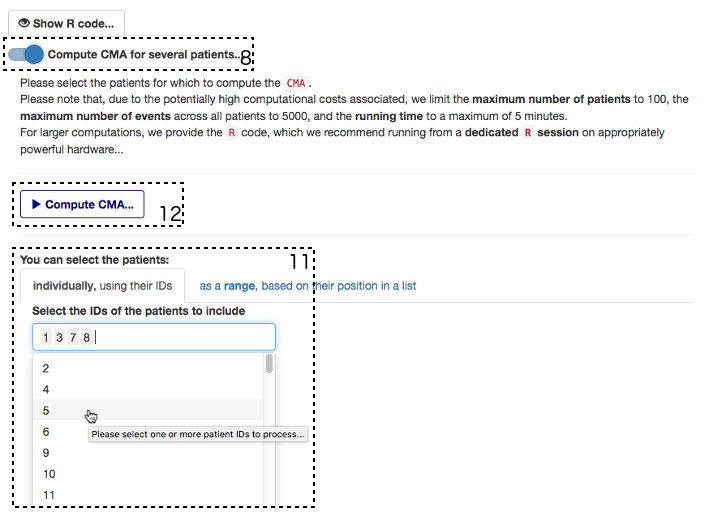 Show R code...
Compute CMA for several patients... 8
Please select the patients for which to compute the CMA .
Please note that, due to the potentially high computational costs associated, we limit the maximum number of patients to 100, the
maximum number of events across all patients to 5000, and the running time to a maximum of 5 minutes.
For larger computations, we provide the R code, which we recommend running from a dedicated R session on appropriately
powerful hardware...
Compute CMA... 12
You can select the patients: 11
individually, using their IDs as a range, based on their position in a list
Select the IDs of the patients to include
1 3 7 8
2
4
5
6
Please select one or more patient IDs to process...
9
10
11